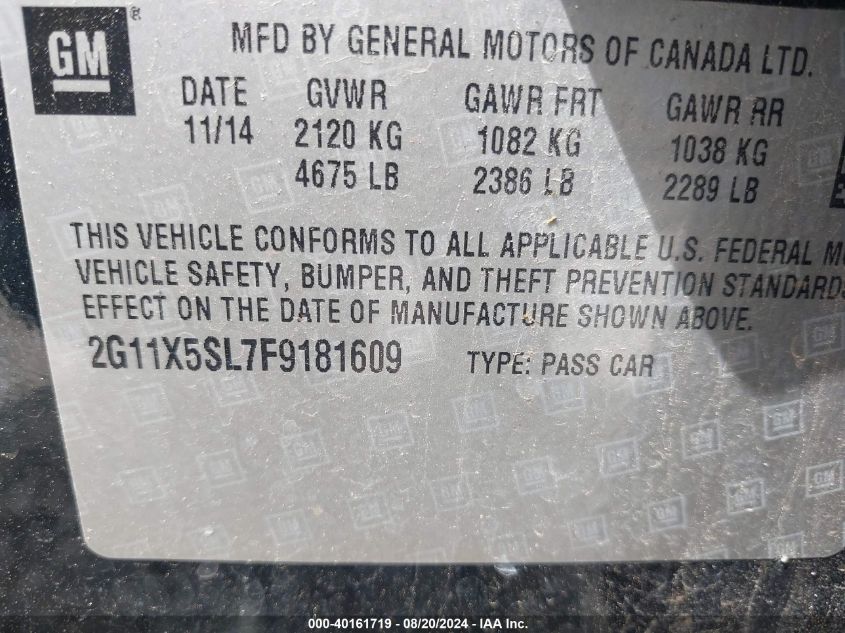 GM
MFD BY GENERAL MOTORS OF CANADA LTD.
DATE GVWR GAWR FRT GAWR RR
11/14 2120 KG 1082 KG 1038 KG
4675 LB 2386 LB 2289 LB
THIS VEHICLE CONFORMS TO ALL APPLICABLE U.S. FEDERAL
VEHICLE SAFETY, BUMPER, AND THEFT PREVENTION STANDARDS
EFFECT ON THE DATE OF MANUFACTURE SHOWN ABOVE.
2G11X5SL7F9181609 TYPE: PASS CAR
000-40161719 - 08/20/2024 - IAA, Inc.